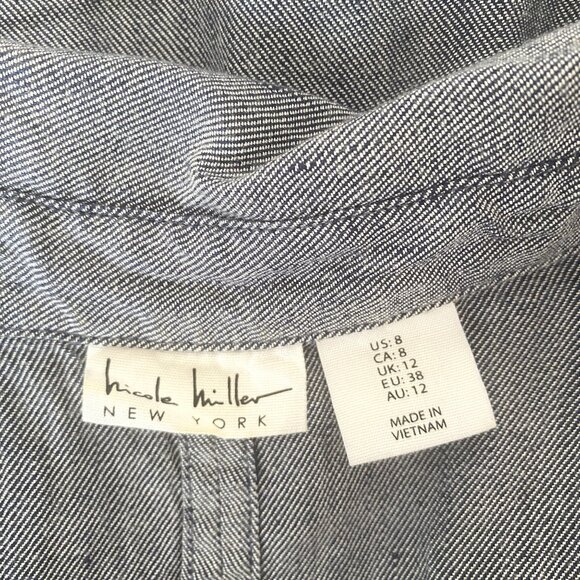 nicole miller
NEW YORK
US: 8
CA: 8
UK: 12
EU: 38
AU: 12
MADE IN
VIETNAM